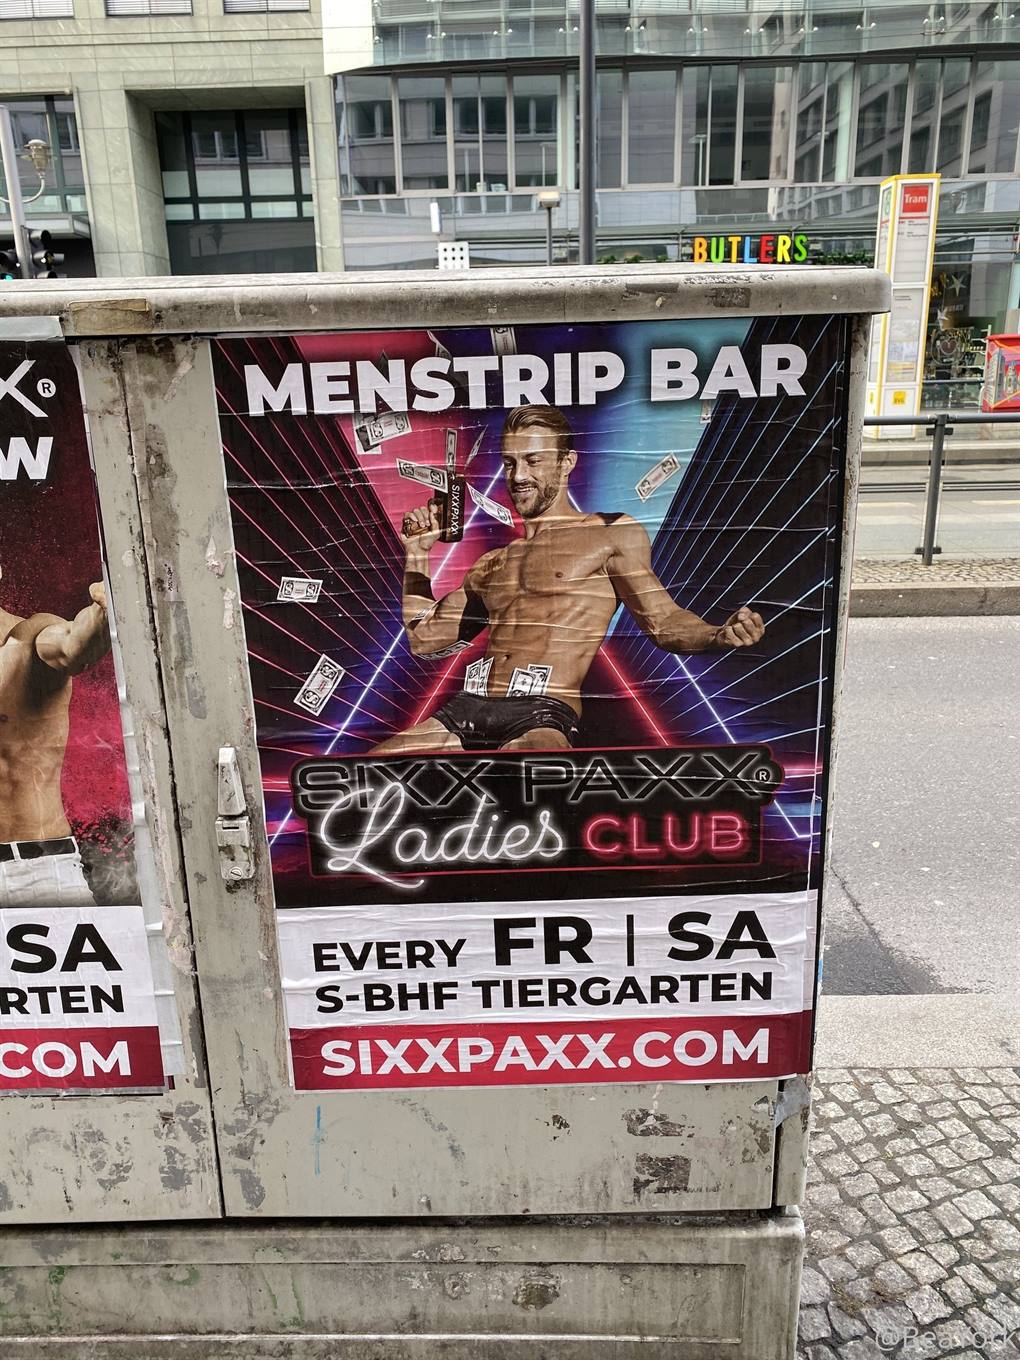 Tram
BUTLERS
X®
W
SA
RTEN
COM
MENSTRIP BAR
SIXXPAXX
SIXX PAXX®
Ladies CLUB
EVERY FR | SA
S-BHF TIERGARTEN
SIXXPAXX.COM